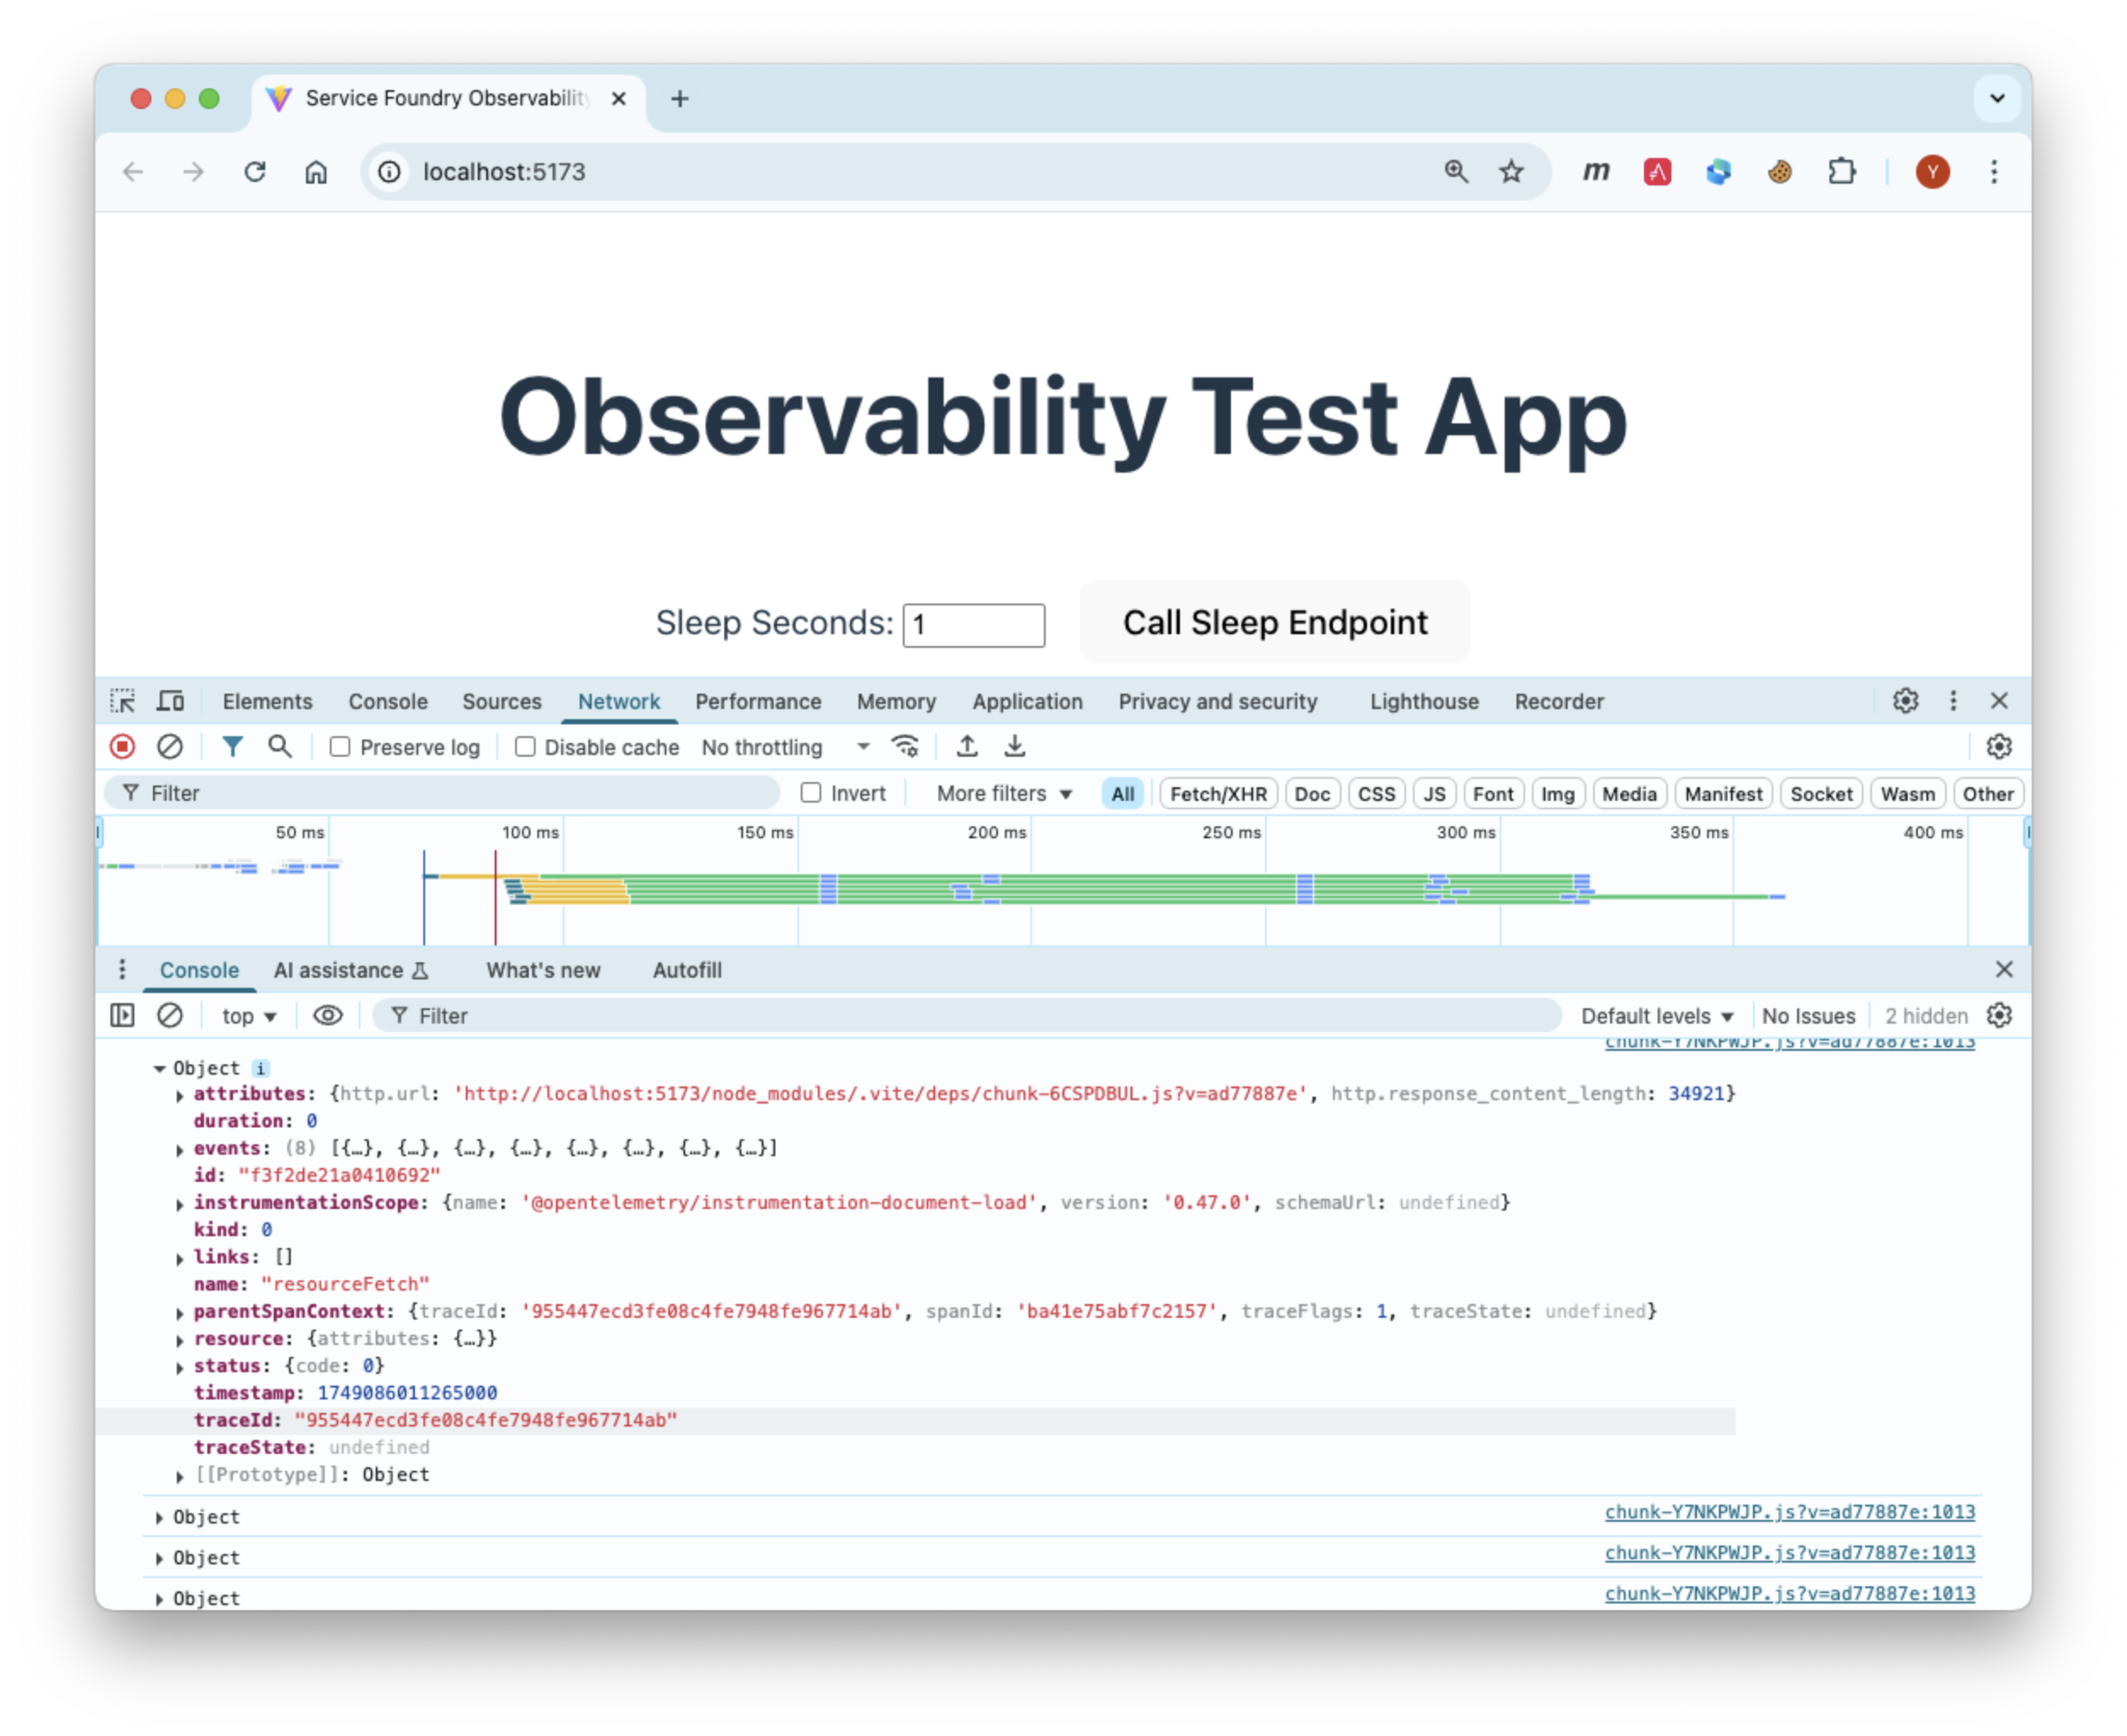 Service Foundry Observability
localhost:5173
Y
Observability Test App
Sleep Seconds: 1 Call Sleep Endpoint
Elements Console Sources Network Performance Memory Application Privacy and security Lighthouse Recorder
Preserve log Disable cache No throttling
Filter Invert More filters All Fetch/XHR Doc CSS JS Font Img Media Manifest Socket Wasm Other
50 ms 100 ms 150 ms 200 ms 250 ms 300 ms 350 ms 400 ms
Console AI assistance What's new Autofill
top Filter Default levels No Issues 2 hidden
chunk-Y7NKPWJP.js?v=ad77887e:1013
Object i
attributes: {http.url: 'http://localhost:5173/node_modules/.vite/deps/chunk-6CSPDBUL.js?v=ad77887e', http.response_content_length: 34921}
duration: 0
events: (8) [{…}, {…}, {…}, {…}, {…}, {…}, {…}, {…}]
id: "f3f2de21a0410692"
instrumentationScope: {name: '@opentelemetry/instrumentation-document-load', version: '0.47.0', schemaUrl: undefined}
kind: 0
links: []
name: "resourceFetch"
parentSpanContext: {traceId: '955447ecd3fe08c4fe7948fe967714ab', spanId: 'ba41e75abf7c2157', traceFlags: 1, traceState: undefined}
resource: {attributes: {…}}
status: {code: 0}
timestamp: 1749086011265000
traceId: "955447ecd3fe08c4fe7948fe967714ab"
traceState: undefined
[[Prototype]]: Object
Object chunk-Y7NKPWJP.js?v=ad77887e:1013
Object chunk-Y7NKPWJP.js?v=ad77887e:1013
Object chunk-Y7NKPWJP.js?v=ad77887e:1013